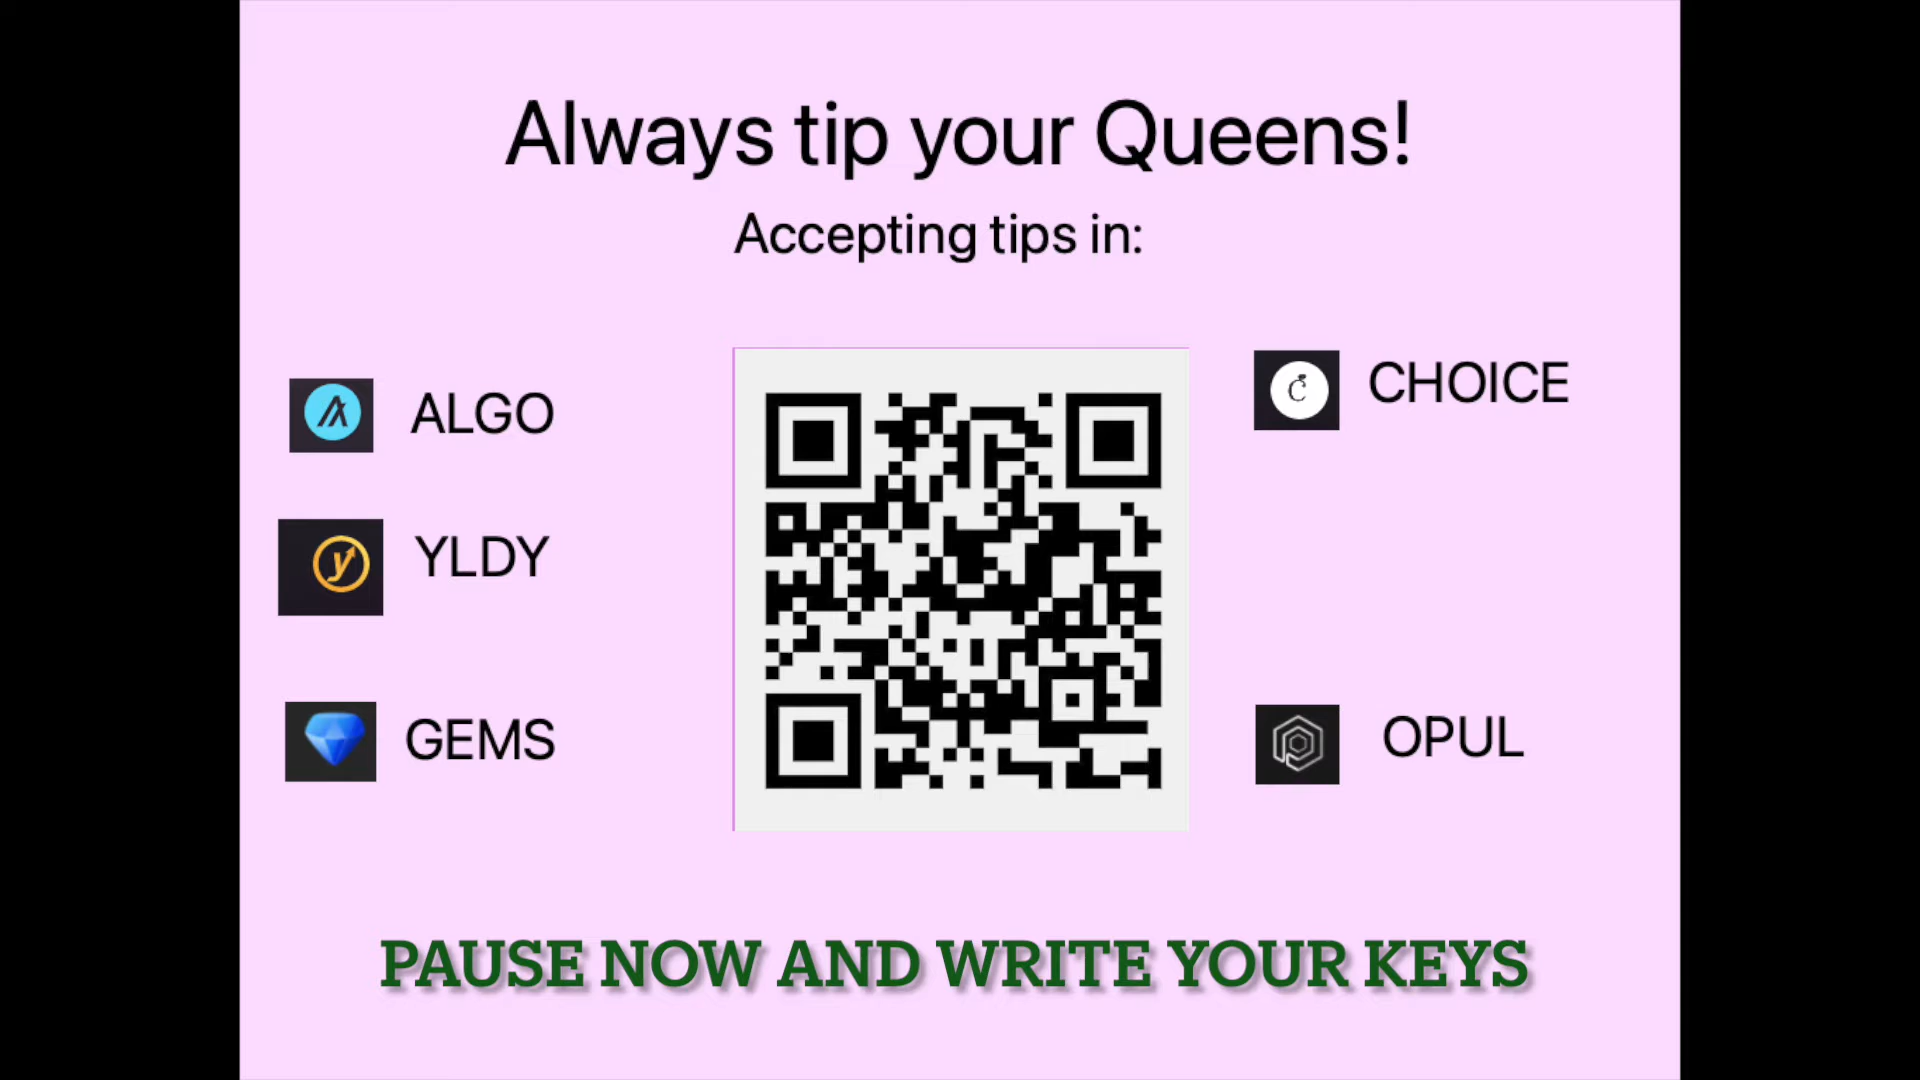 Always tip your Queens!
Accepting tips in:
ALGO
YLDY
GEMS
CHOICE
OPUL
PAUSE NOW AND WRITE YOUR KEYS